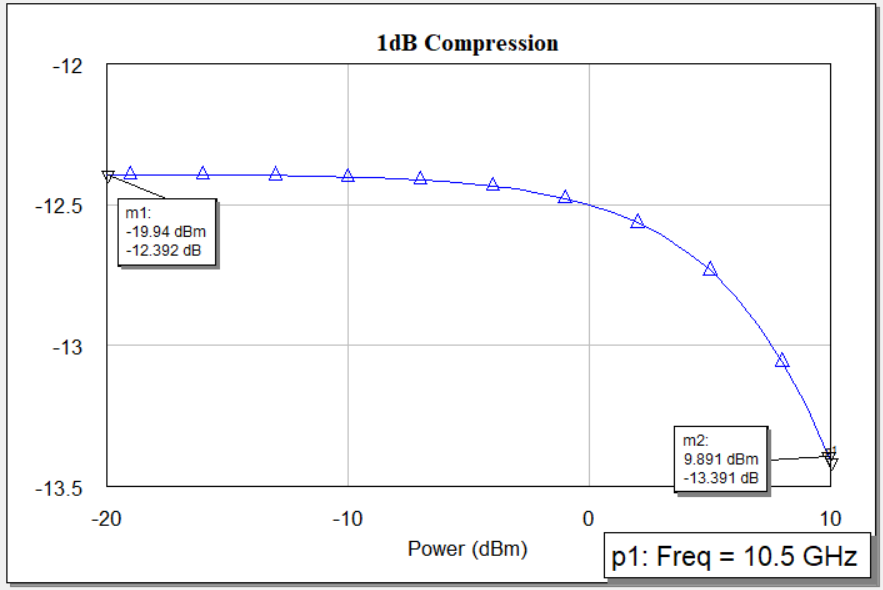 1dB Compression
-12
-12.5
-13
-13.5
m1:
-19.94 dBm
-12.392 dB
m2:
9.891 dBm
-13.391 dB
-20
-10
0
10
Power (dBm)
p1: Freq = 10.5 GHz